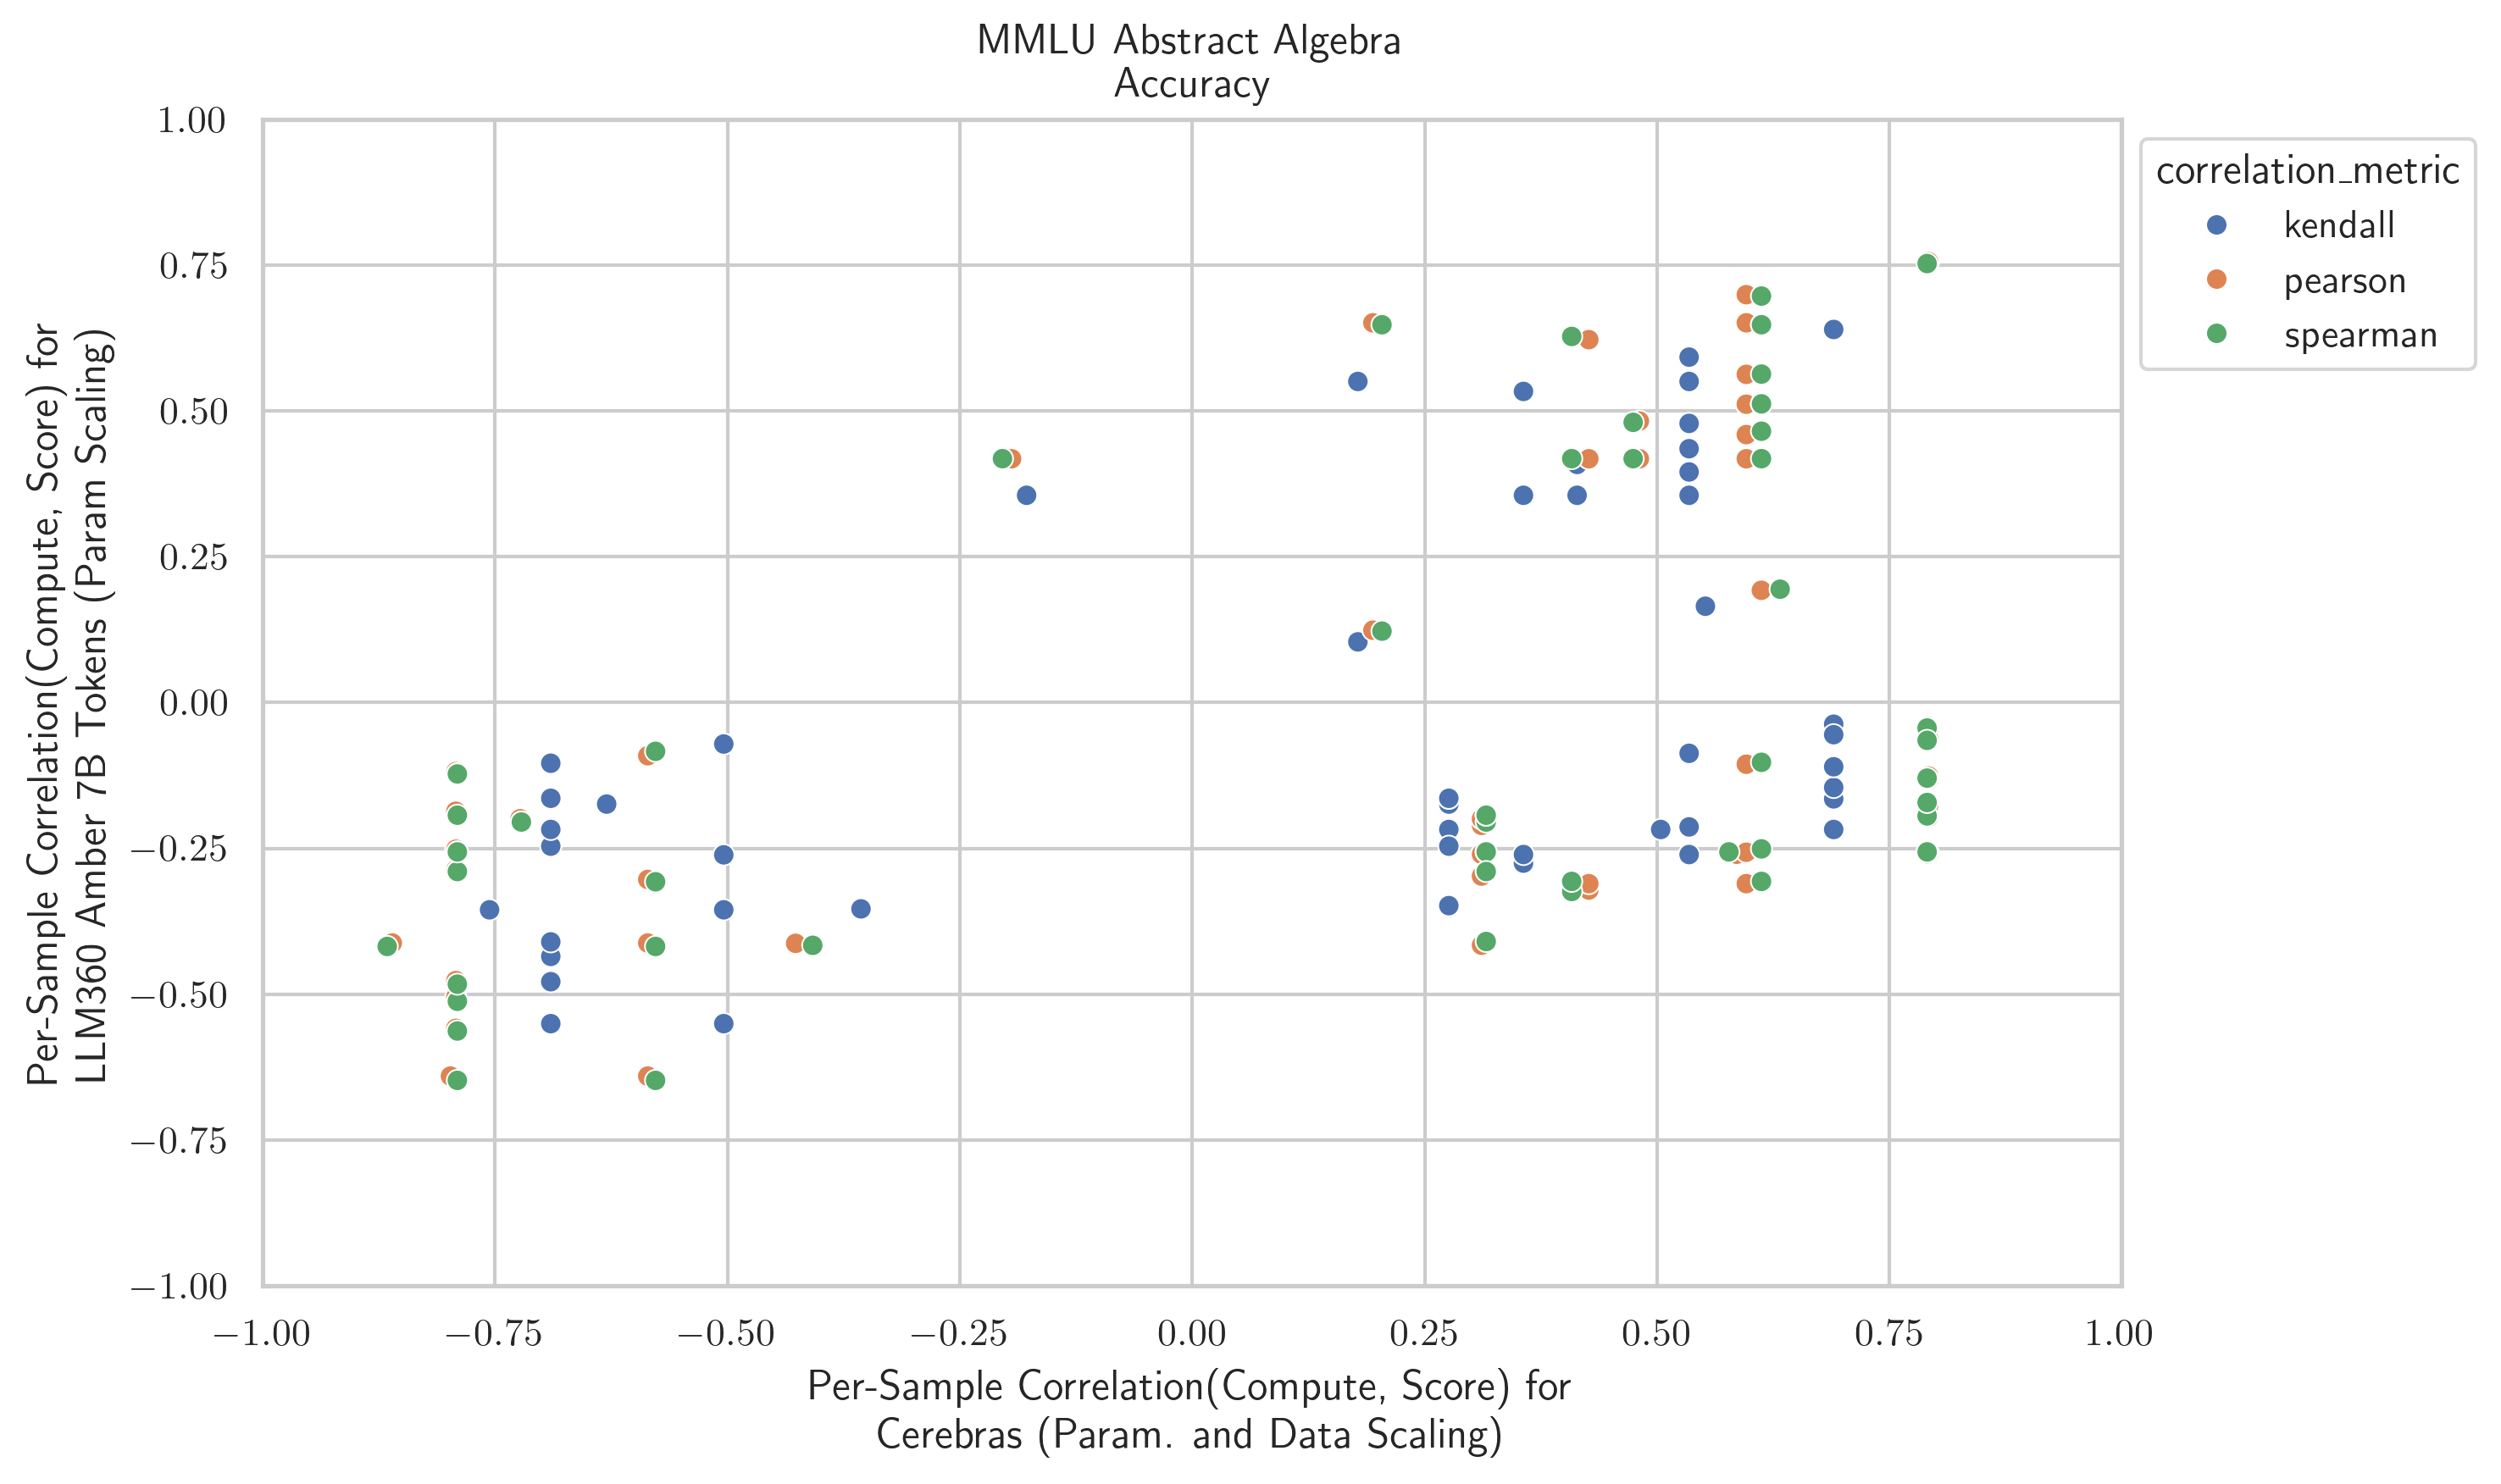 MMLU Abstract Algebra
Accuracy
Per-Sample Correlation(Compute, Score) for
LLM360 Amber 7B Tokens (Param Scaling)
1.00
0.75
0.50
0.25
0.00
−0.25
−0.50
−0.75
−1.00
−1.00 −0.75 −0.50 −0.25 0.00 0.25 0.50 0.75 1.00
Per-Sample Correlation(Compute, Score) for
Cerebras (Param. and Data Scaling)
correlation_metric
kendall
pearson
spearman